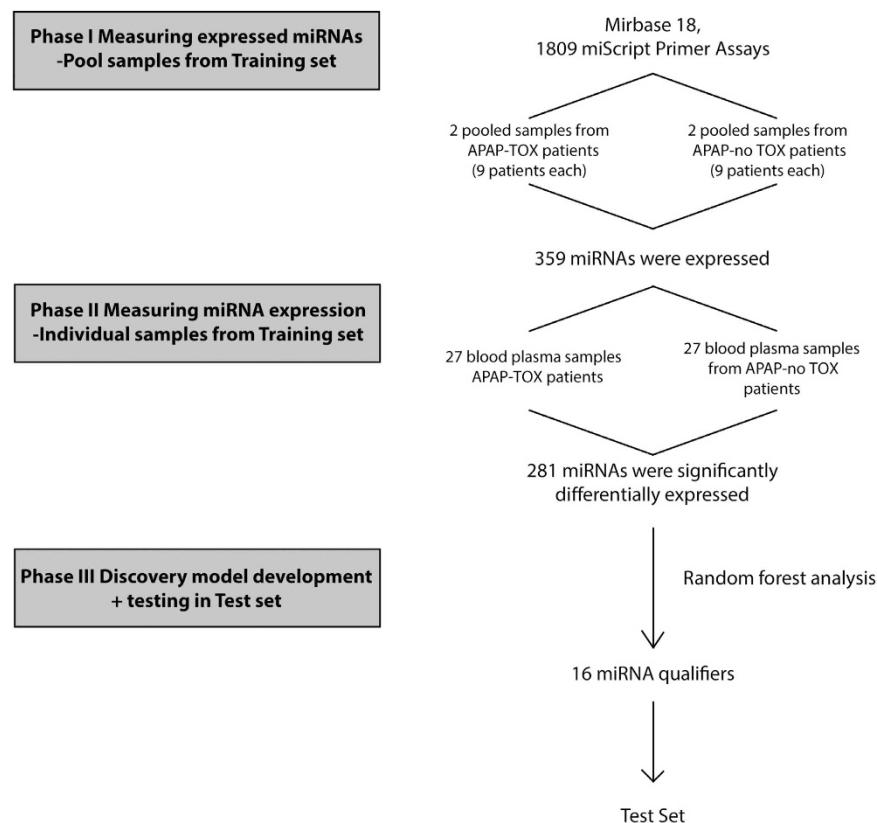 Phase I Measuring expressed miRNAs
-Pool samples from Training set
Mirbase 18,
1809 miScript Primer Assays
2 pooled samples from
APAP-TOX patients
(9 patients each)
2 pooled samples from
APAP-no TOX patients
(9 patients each)
359 miRNAs were expressed
Phase II Measuring miRNA expression
-Individual samples from Training set
27 blood plasma samples
APAP-TOX patients
27 blood plasma samples
from APAP-no TOX
patients
281 miRNAs were significantly
differentially expressed
Phase III Discovery model development
+ testing in Test set
Random forest analysis
16 miRNA qualifiers
Test Set